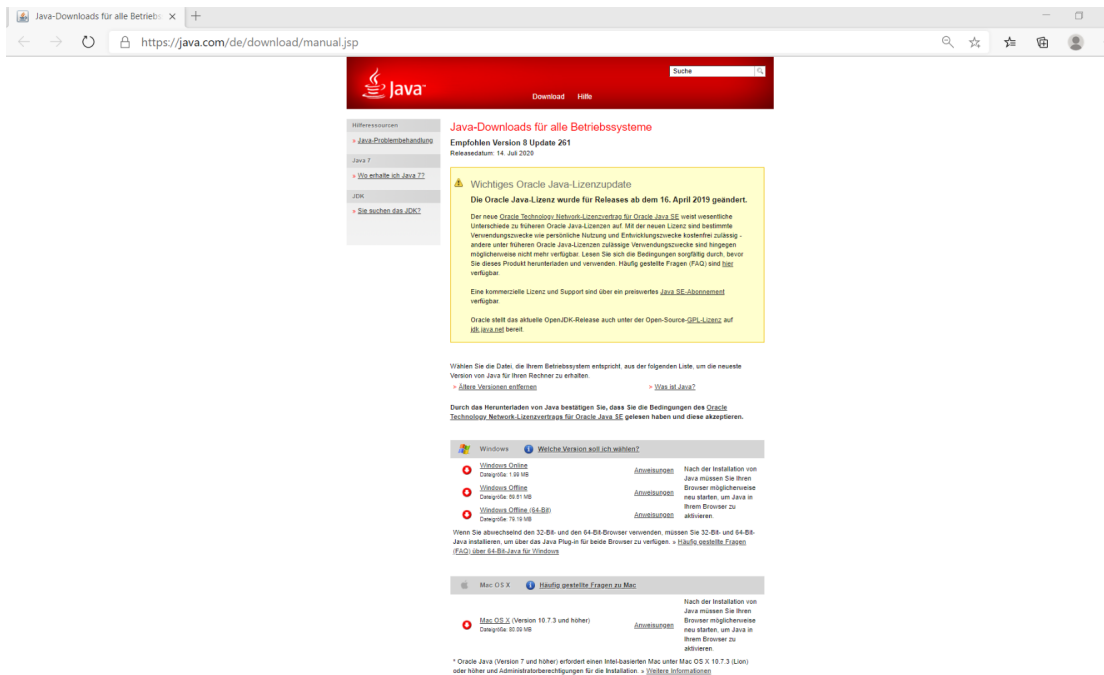 Java-Downloads für alle Betriebs
https://java.com/de/download/manual.jsp
Java
Suche
Download Hilfe
Hilferessourcen
» Java-Problembehandlung
Java 7
» Wo erhalte ich Java 7?
JDK
» Sie suchen das JDK?
Java-Downloads für alle Betriebssysteme
Empfohlen Version 8 Update 261
Releasedatum: 14. Juli 2020
Wichtiges Oracle Java-Lizenzupdate
Die Oracle Java-Lizenz wurde für Releases ab dem 16. April 2019 geändert.
Der neue Oracle Technology Network-Lizenzvertrag für Oracle Java SE weist wesentliche
Unterschiede zu früheren Oracle Java-Lizenzen auf. Mit der neuen Lizenz sind bestimmte
Verwendungszwecke wie persönliche Nutzung und Entwicklungszwecke kostenfrei zulässig -
andere unter früheren Oracle Java-Lizenzen zulässige Verwendungszwecke sind hingegen
möglicherweise nicht mehr verfügbar. Lesen Sie sich die Bedingungen sorgfältig durch, bevor
Sie dieses Produkt herunterladen und verwenden. Häufig gestellte Fragen (FAQ) sind hier
verfügbar.
Eine kommerzielle Lizenz und Support sind über ein preiswertes Java SE-Abonnement
verfügbar.
Oracle stellt das aktuelle OpenJDK-Release auch unter der Open-Source-GPL-Lizenz auf
jdk.java.net bereit.
Wählen Sie die Datei, die Ihrem Betriebssystem entspricht, aus der folgenden Liste, um die neueste
Version von Java für Ihren Rechner zu erhalten.
» Ältere Versionen entfernen » Was ist Java?
Durch das Herunterladen von Java bestätigen Sie, dass Sie die Bedingungen des Oracle
Technology Network-Lizenzvertrags für Oracle Java SE gelesen haben und diese akzeptieren.
Windows Welche Version soll ich wählen?
Windows Online
Dateigröße: 1.99 MB
Anweisungen
Windows Offline
Dateigröße: 69.61 MB
Anweisungen
Windows Offline (64-Bit)
Dateigröße: 79.19 MB
Anweisungen
Nach der Installation von
Java müssen Sie Ihren
Browser möglicherweise
neu starten, um Java in
Ihrem Browser zu
aktivieren.
Wenn Sie abwechselnd den 32-Bit- und den 64-Bit-Browser verwenden, müssen Sie 32-Bit- und 64-Bit-
Java installieren, um über das Java Plug-in für beide Browser zu verfügen. » Häufig gestellte Fragen
(FAQ) über 64-Bit-Java für Windows
Mac OS X Häufig gestellte Fragen zu Mac
Mac OS X (Version 10.7.3 und höher)
Dateigröße: 80.09 MB
Anweisungen
Nach der Installation von
Java müssen Sie Ihren
Browser möglicherweise
neu starten, um Java in
Ihrem Browser zu
aktivieren.
* Oracle Java (Version 7 und höher) erfordert einen Intel-basierten Mac unter Mac OS X 10.7.3 (Lion)
oder höher und Administratorberechtigungen für die Installation. » Weitere Informationen